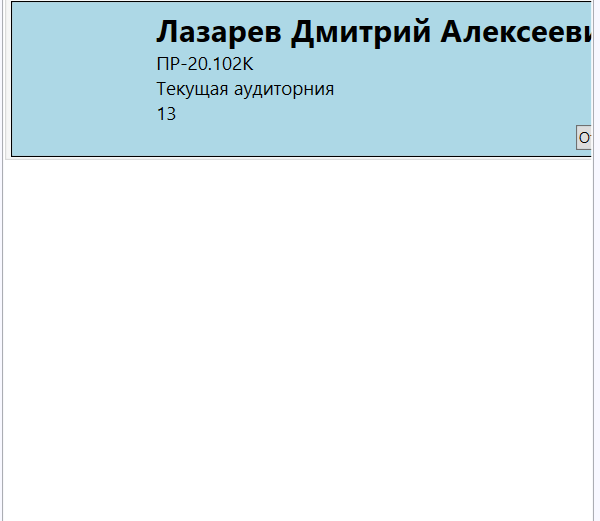 Лазарев Дмитрий Алексееви
ПР-20.102К
Текущая аудиторния
13